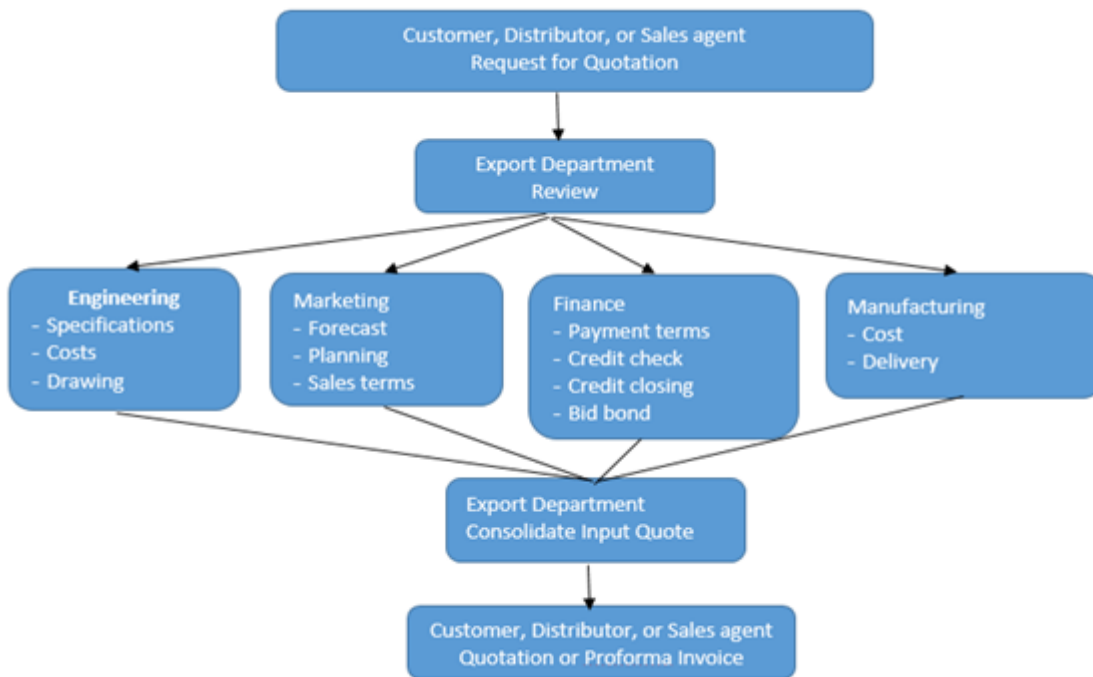 Customer, Distributor, or Sales agent
Request for Quotation
Export Department
Review
Engineering
- Specifications
- Costs
- Drawing
Marketing
- Forecast
- Planning
- Sales terms
Finance
- Payment terms
- Credit check
- Credit closing
- Bid bond
Manufacturing
- Cost
- Delivery
Export Department
Consolidate Input Quote
Customer, Distributor, or Sales agent
Quotation or Proforma Invoice